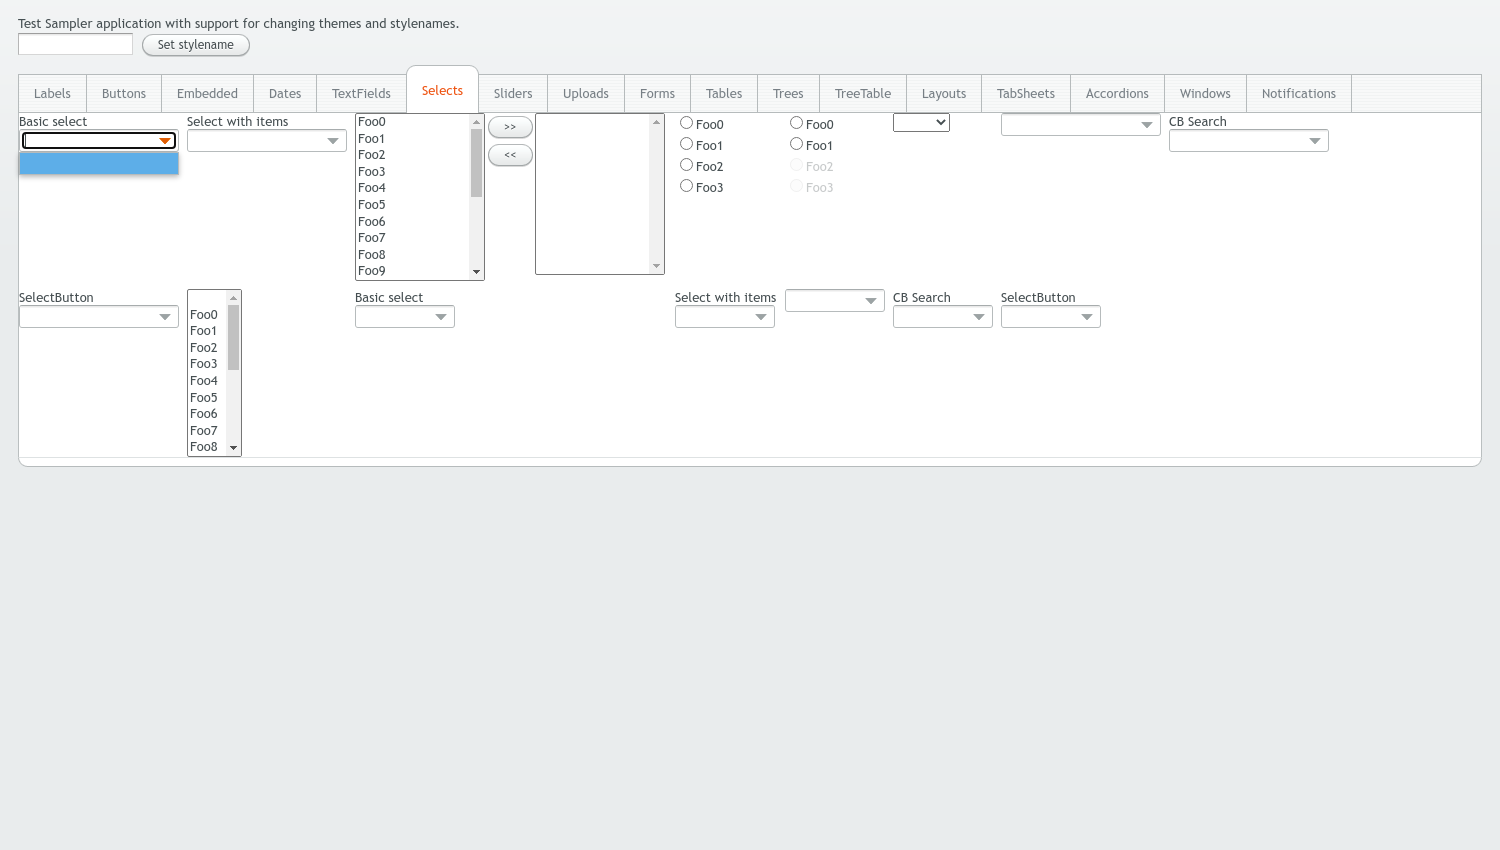 Test Sampler application with support for changing themes and stylenames.
Set stylename
Labels Buttons Embedded Dates TextFields Selects Sliders Uploads Forms Tables Trees TreeTable Layouts TabSheets Accordions Windows Notifications
Basic select
Select with items
Foo0
Foo1
Foo2
Foo3
Foo4
Foo5
Foo6
Foo7
Foo8
Foo9
>>
<<
Foo0
Foo1
Foo2
Foo3
Foo0
Foo1
Foo2
Foo3
CB Search
SelectButton
Foo0
Foo1
Foo2
Foo3
Foo4
Foo5
Foo6
Foo7
Foo8
Basic select
Select with items
CB Search
SelectButton